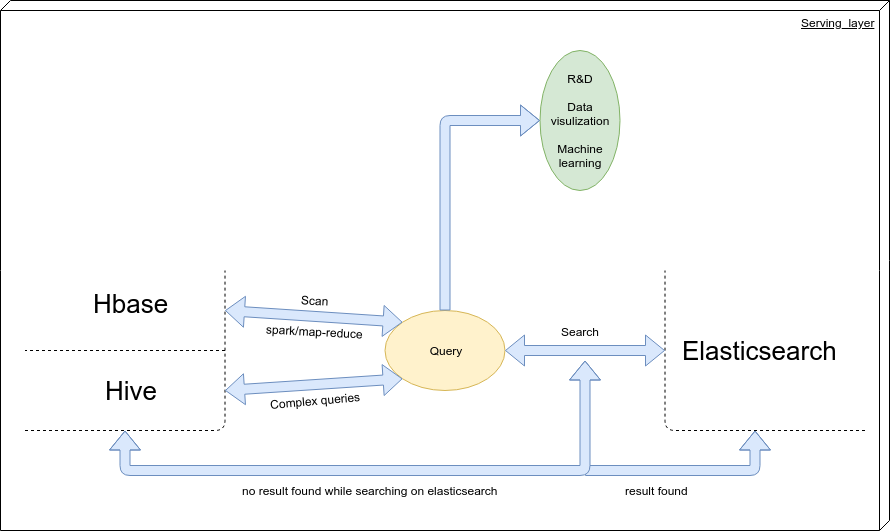 Serving_layer
R&D
Data
visulization
Machine
learning
Hbase
Scan
spark/map-reduce
Query
Search
Elasticsearch
Hive
Complex queries
no result found while searching on elasticsearch
result found